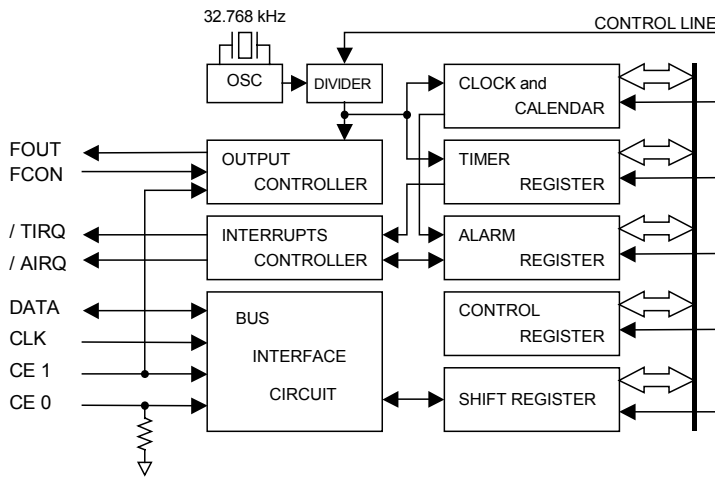 32.768 kHz
CONTROL LINE
OSC
DIVIDER
CLOCK and
CALENDAR
FOUT
FCON
OUTPUT
CONTROLLER
TIMER
REGISTER
/ TIRQ
/ AIRQ
INTERRUPTS
CONTROLLER
ALARM
REGISTER
DATA
CLK
CE 1
CE 0
BUS
INTERFACE
CIRCUIT
CONTROL
REGISTER
SHIFT REGISTER